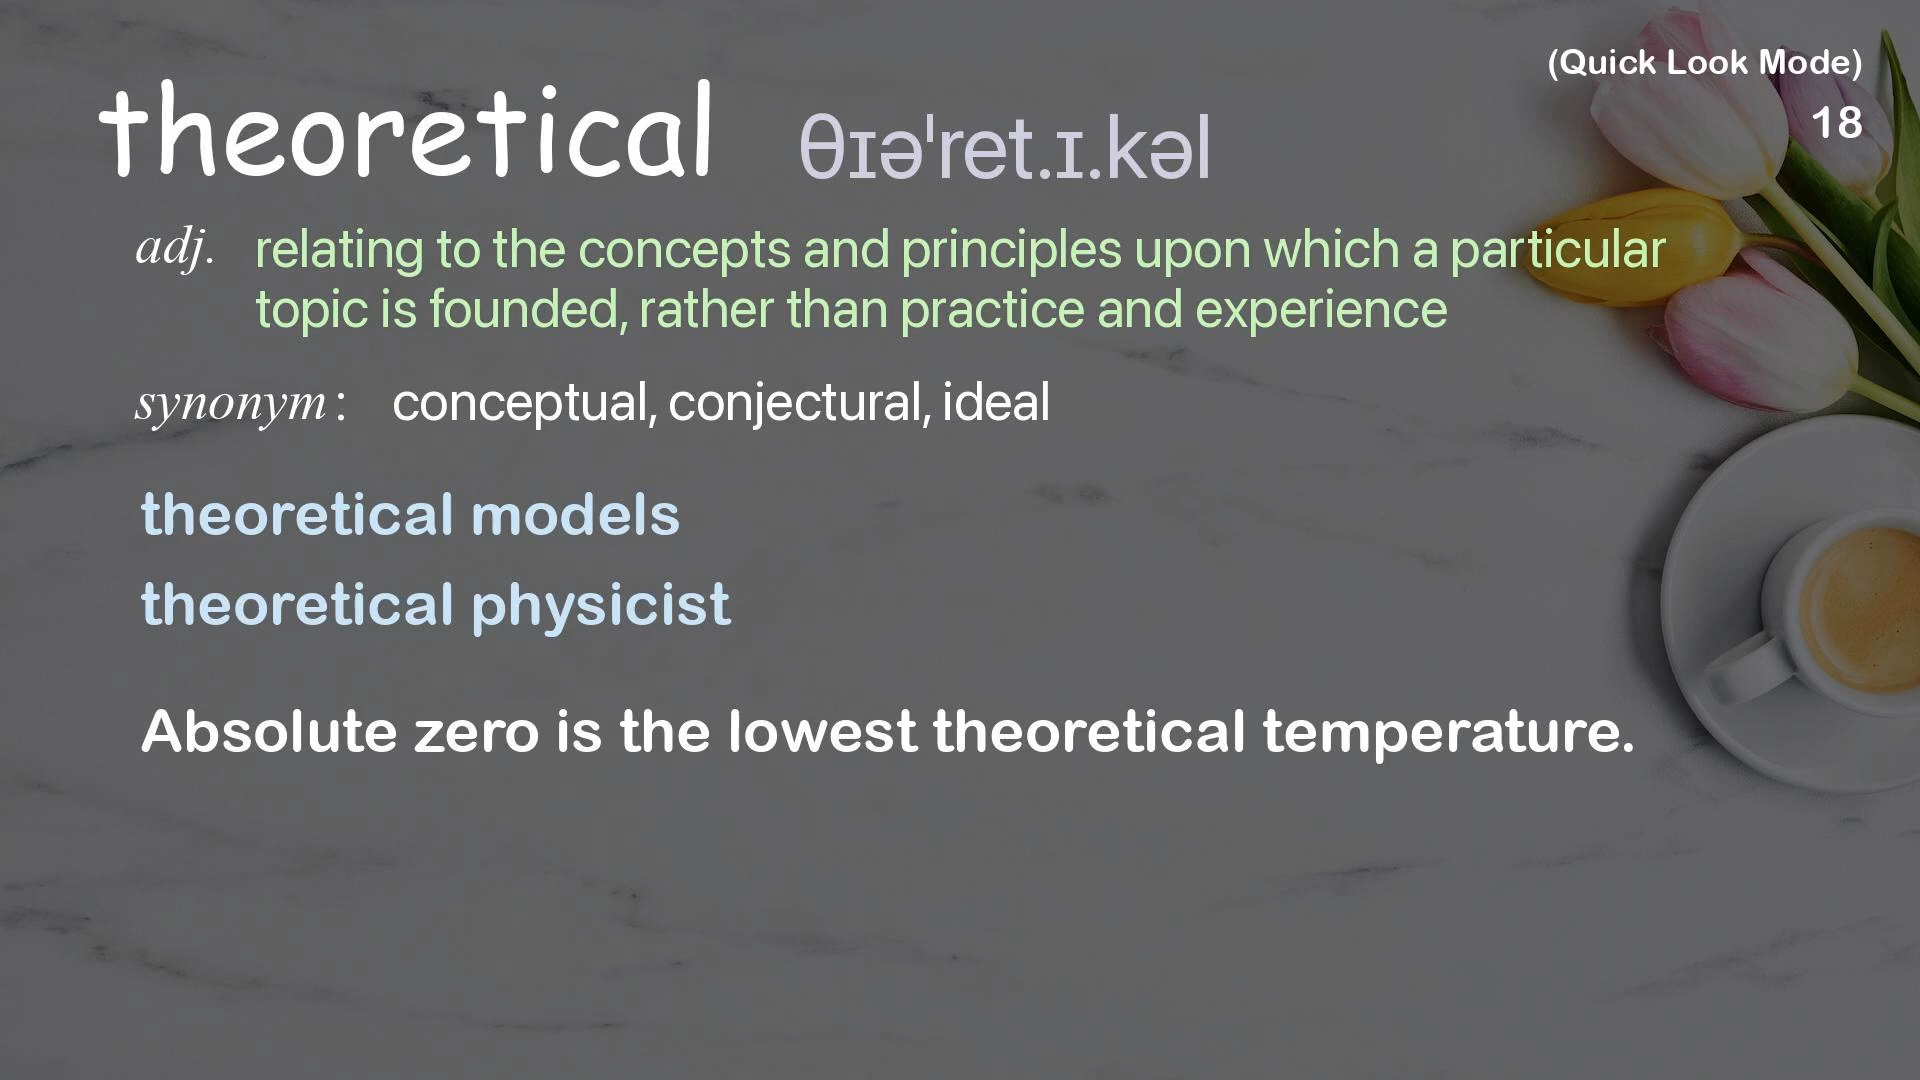 (Quick Look Mode)
18
theoretical θɪəˈret.ɪ.kəl
adj. relating to the concepts and principles upon which a particular
topic is founded, rather than practice and experience
synonym: conceptual, conjectural, ideal
theoretical models
theoretical physicist
Absolute zero is the lowest theoretical temperature.